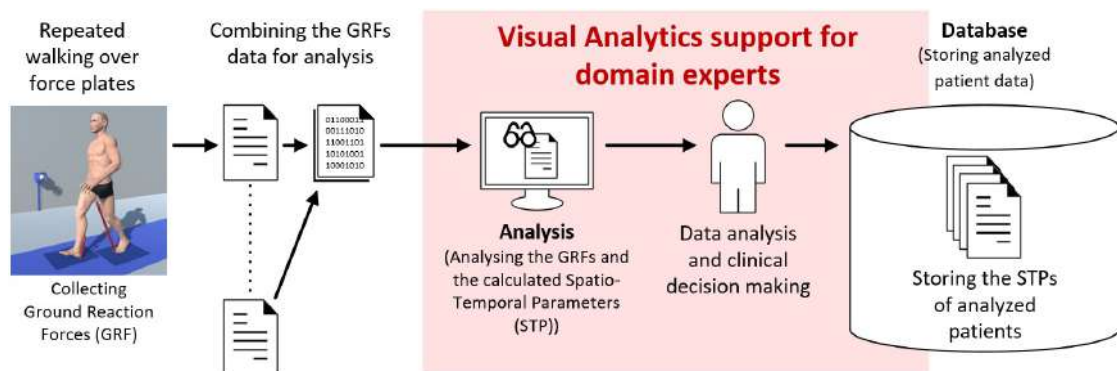 Repeated
walking over
force plates
Collecting
Ground Reaction
Forces (GRF)
Combining the GRFs
data for analysis
01100011
00111010
11001101
10101001
10001010
Visual Analytics support for
domain experts
Analysis
(Analysing the GRFs and
the calculated Spatio-
Temporal Parameters
(STP))
Data analysis
and clinical
decision making
Database
(Storing analyzed
patient data)
Storing the STPs
of analyzed
patients